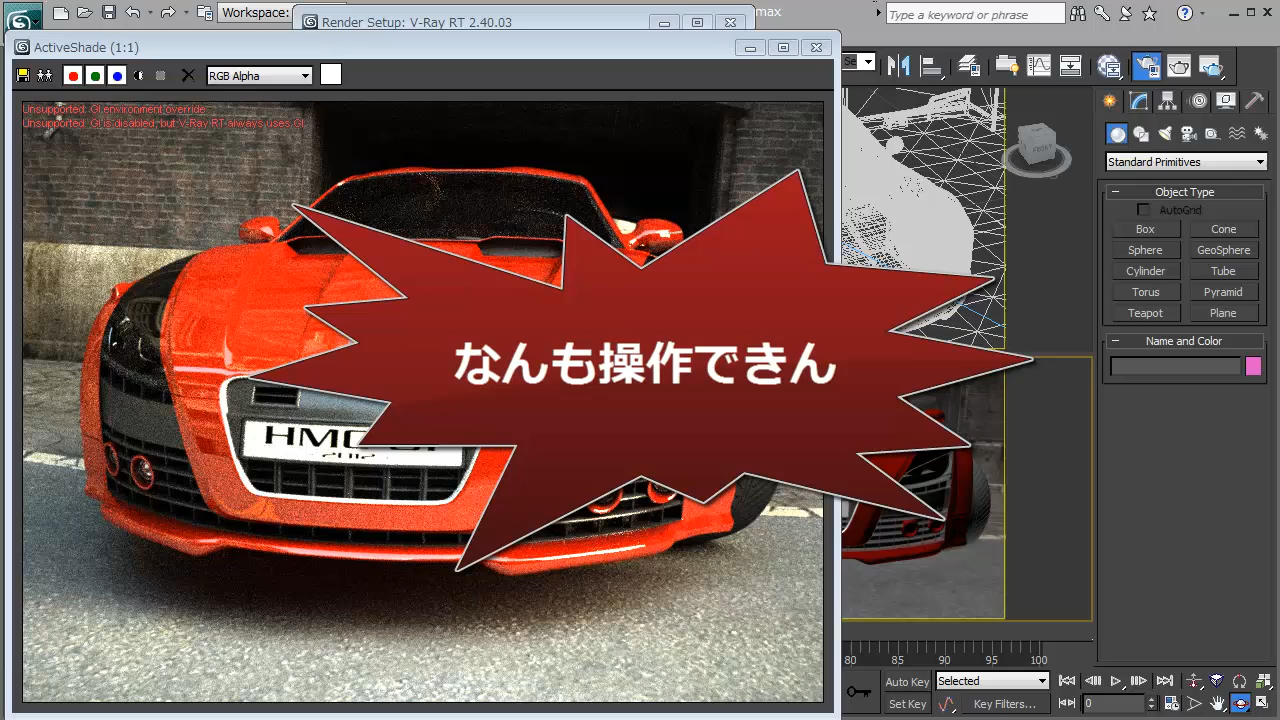 Workspace:
Render Setup: V-Ray RT 2.40.03
max
Type a keyword or phrase
ActiveShade (1:1)
RGB Alpha
Se
Unsupported: GI environment override
Unsupported: GI is disabled, but V-Ray RT always uses GI
FRONT
Standard Primitives
Object Type
AutoGrid
Box
Cone
Sphere
GeoSphere
Cylinder
Tube
Torus
Pyramid
Teapot
Plane
Name and Color
なんも操作できん
2012
80 85 90 95 100
Auto Key
Selected
Set Key
Key Filters...
0